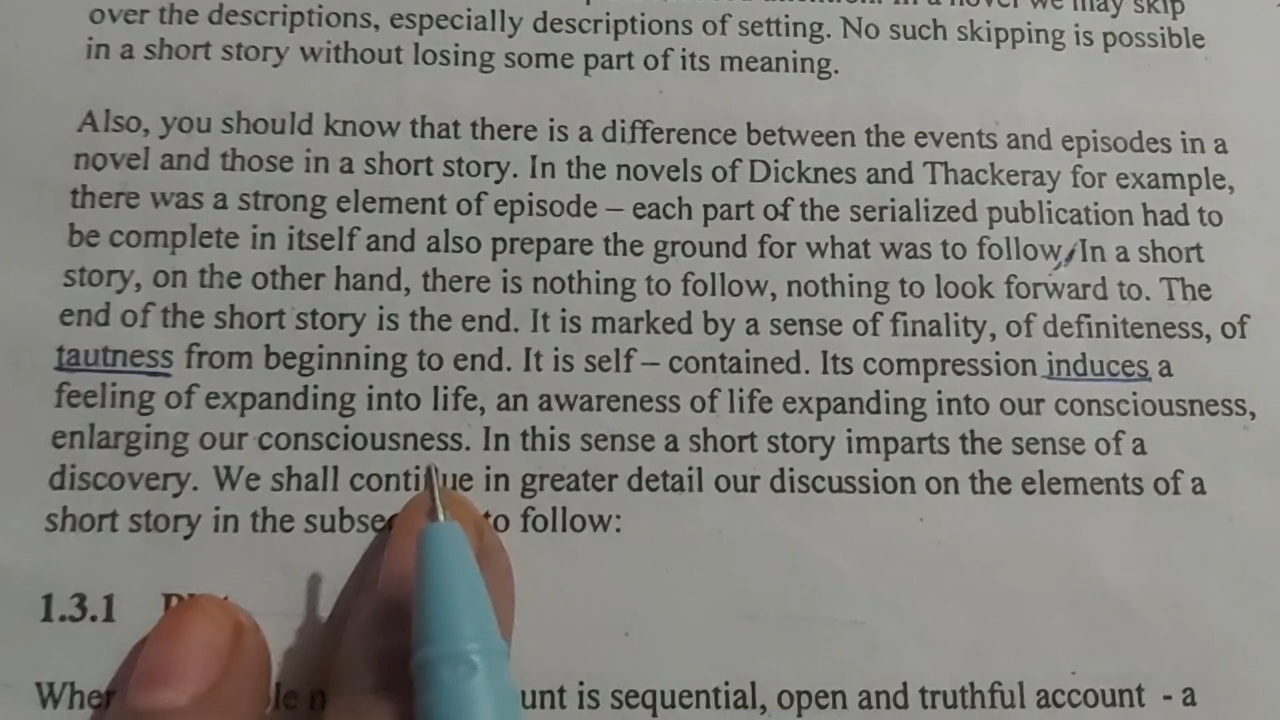 over the descriptions, especially descriptions of setting. No such skipping is possible
in a short story without losing some part of its meaning.
Also, you should know that there is a difference between the events and episodes in a
novel and those in a short story. In the novels of Dicknes and Thackeray for example,
there was a strong element of episode – each part of the serialized publication had to
be complete in itself and also prepare the ground for what was to follow, In a short
story, on the other hand, there is nothing to follow, nothing to look forward to. The
end of the short story is the end. It is marked by a sense of finality, of definiteness, of
tautness from beginning to end. It is self – contained. Its compression induces a
feeling of expanding into life, an awareness of life expanding into our consciousness,
enlarging our consciousness. In this sense a short story imparts the sense of a
discovery. We shall continue in greater detail our discussion on the elements of a
short story in the to follow:
1.3.1
is sequential, open and truthful account - a